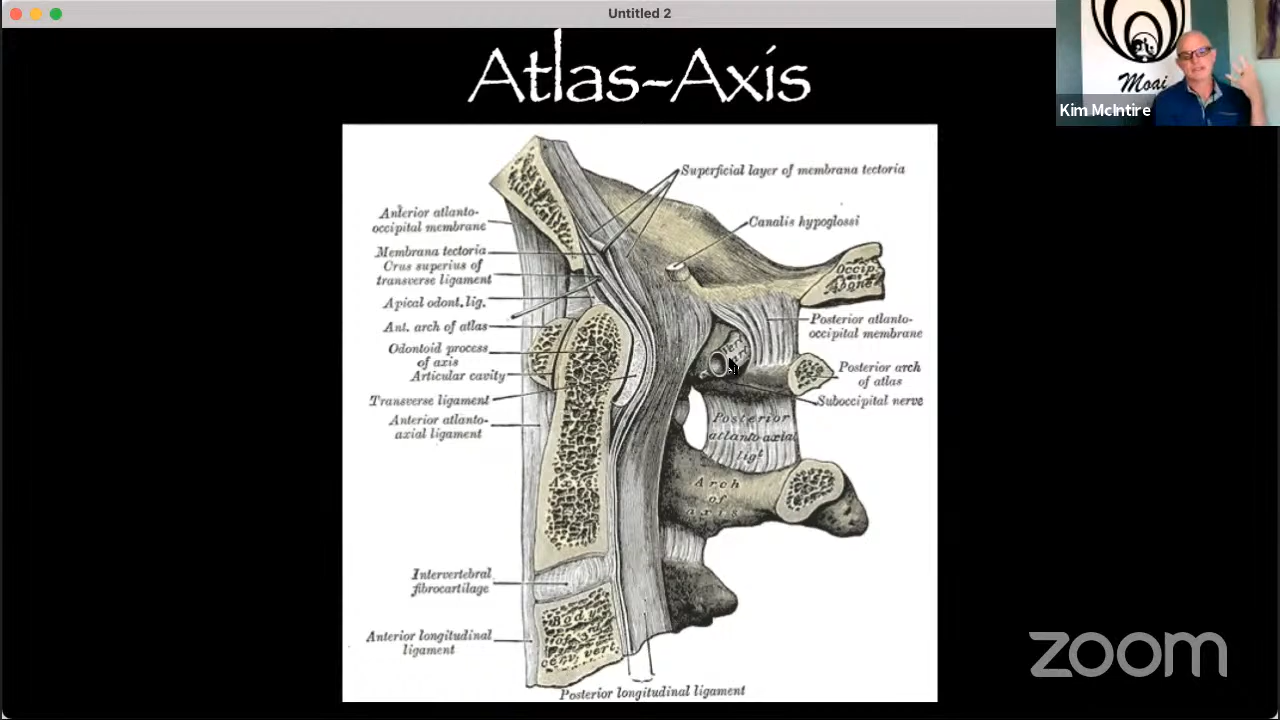 Untitled 2
Atlas-Axis
Moai
Kim McIntire
Superficial layer of membrana tectoria
Canalis hypoglossi
Occip.
bone
Posterior atlanto-
occipital membrane
Posterior arch
of atlas
Suboccipital nerve
Anterior atlanto-
occipital membrane
Membrana tectoria
Crus superius of
transverse ligament
Apical odont. lig.
Ant. arch of atlas
Odontoid process
of axis
Articular cavity
Transverse ligament
Anterior atlanto-
axial ligament
Posterior
atlanto-axial
ligt
Arch
of
axis
Intervertebral
fibrocartilage
Body
cerv. vert.
Anterior longitudinal
ligament
Posterior longitudinal ligament
zoom